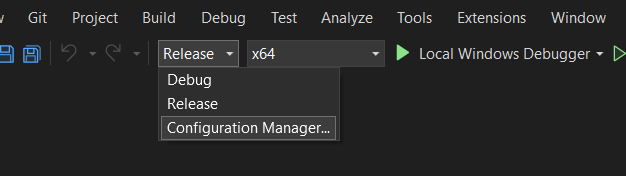 Git Project Build Debug Test Analyze Tools Extensions Window
Release x64 Local Windows Debugger
Debug
Release
Configuration Manager...